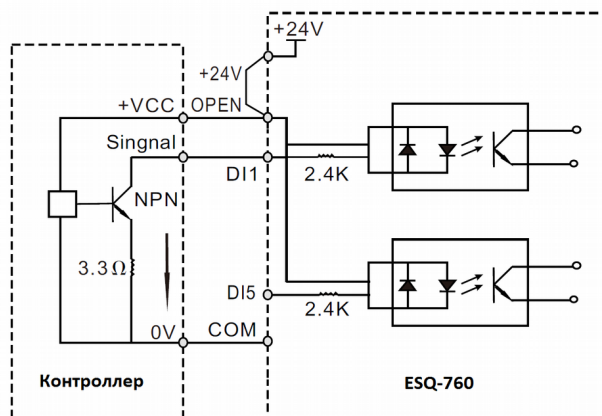 +24V
+24V
+VCC OPEN
Singnal
DI1
2.4K
NPN
3.3Ω
DI5
2.4K
0V COM
Контроллер
ESQ-760